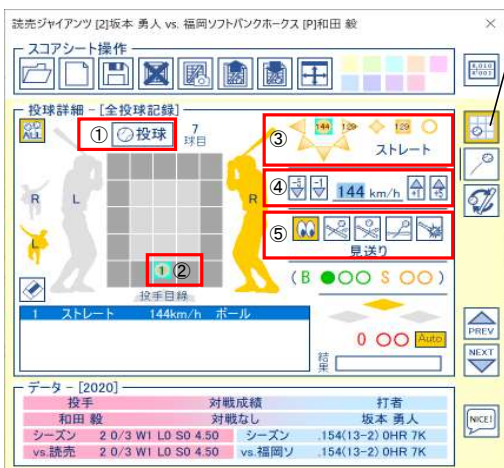 読売ジャイアンツ [2]坂本 勇人 vs. 福岡ソフトバンクホークス [P]和田 毅 ×
スコアシート操作
投球詳細 - [全投球記録]
ALL
① 投球 7球目
③ 144 129 129
ストレート
④ -5 -1 144 km/h +1 +5
R L R
⑤
見送り
1 ②
(B ●○○ S ○○)
投手目線
1 ストレート 144km/h ボール
0 ○○ Auto
結果
PREV
NEXT
データ - [2020]
投手 対戦成績 打者
和田 毅 対戦なし 坂本 勇人
シーズン 2 0/3 W1 L0 S0 4.50 シーズン .154(13-2) 0HR 7K
vs.読売 2 0/3 W1 L0 S0 4.50 vs.福岡ソ .154(13-2) 0HR 7K
NICE!